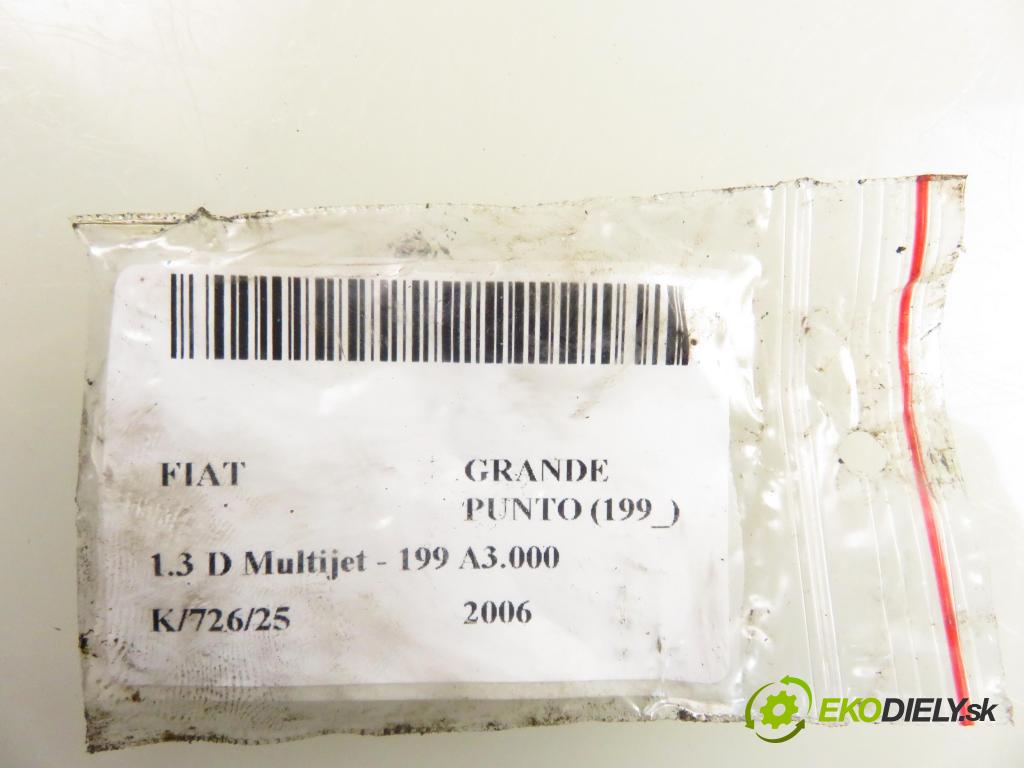 FIAT GRANDE
PUNTO (199_)
1.3 D Multijet - 199 A3.000
K/726/25 2006
EKODIELY.sk